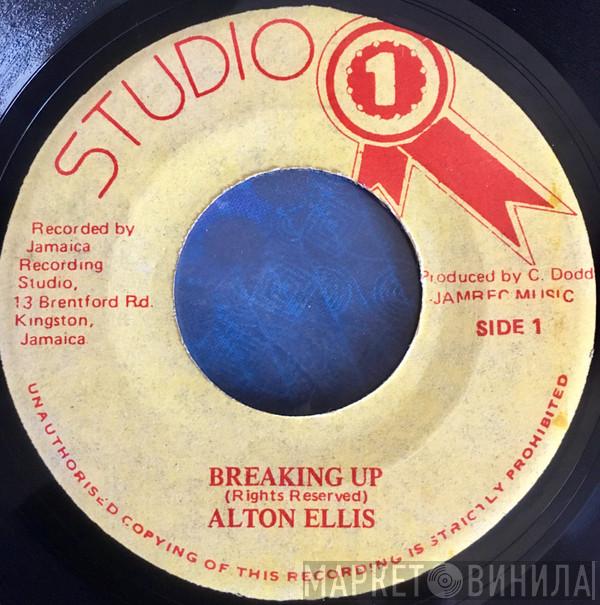 STUDIO 1
Recorded by
Jamaica
Recording
Studio,
13 Brentford Rd.
Kingston,
Jamaica
Produced by C. Dodd
JAMREC MUSIC
SIDE 1
BREAKING UP
(Rights Reserved)
ALTON ELLIS
UNAUTHORISED COPYING OF THIS RECORDING IS STRICTLY PROHIBITED
МАРКЕТ ВИНИЛА